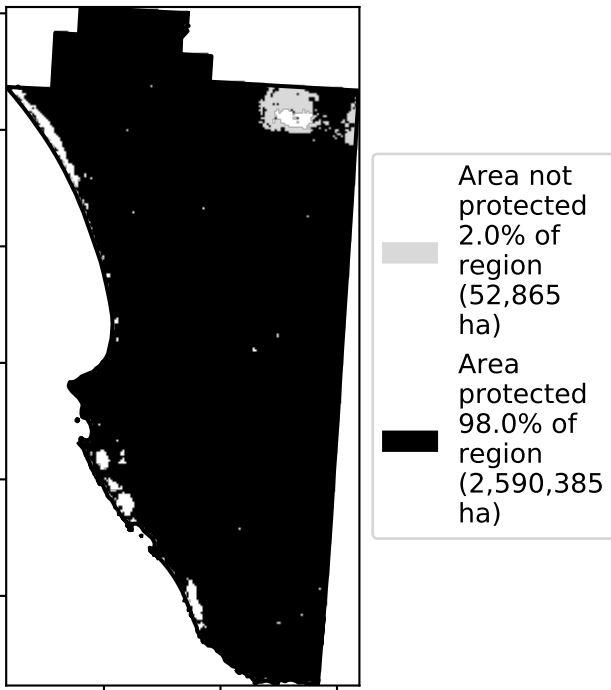 Area not
protected
2.0% of
region
(52,865
ha)
Area
protected
98.0% of
region
(2,590,385
ha)